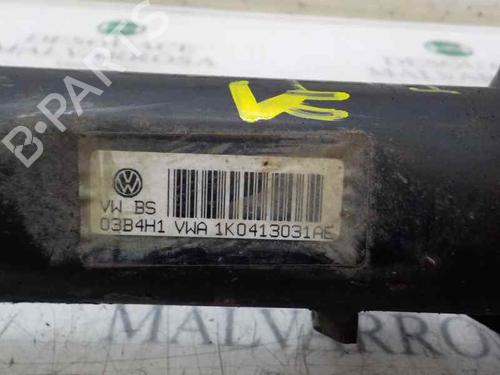 VW BS
03B4H1 VWA 1K0413031AE
B-PARTS
MALVARRO